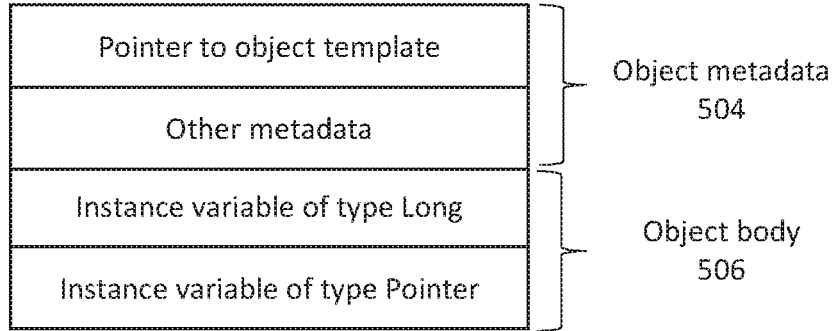 Pointer to object template
Other metadata
Object metadata
504
Instance variable of type Long
Instance variable of type Pointer
Object body
506